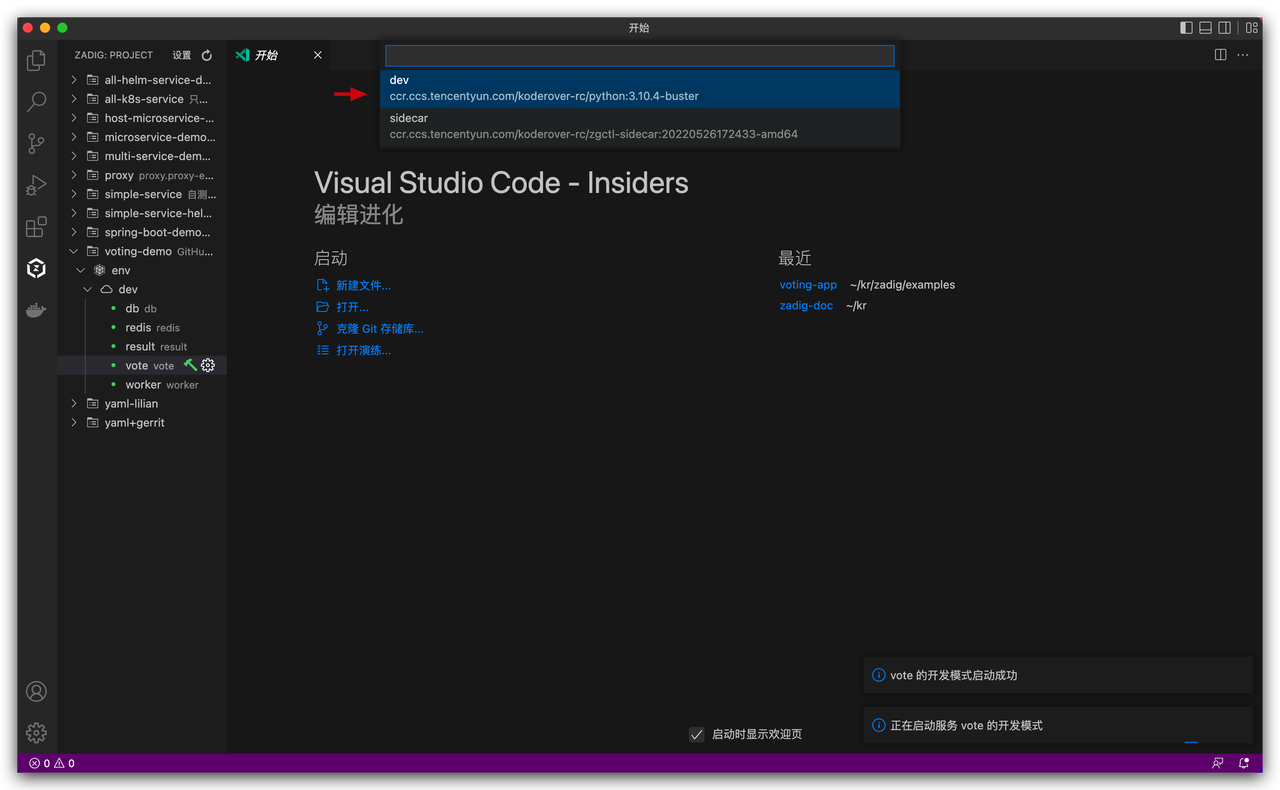 开始
ZADIG: PROJECT 设置
开始
all-helm-service-d...
all-k8s-service 只...
host-microservice-...
microservice-demo...
multi-service-dem...
proxy proxy.proxy-e...
simple-service 自测...
simple-service-hel...
spring-boot-demo...
voting-demo GitHu...
env
dev
db db
redis redis
result result
vote vote
worker worker
yaml-lilian
yaml+gerrit
dev
ccr.ccs.tencentyun.com/koderover-rc/python:3.10.4-buster
sidecar
ccr.ccs.tencentyun.com/koderover-rc/zgctl-sidecar:20220526172433-amd64
Visual Studio Code - Insiders
编辑进化
启动
新建文件...
打开...
克隆 Git 存储库...
打开演练...
最近
voting-app ~/kr/zadig/examples
zadig-doc ~/kr
启动时显示欢迎页
vote 的开发模式启动成功
正在启动服务 vote 的开发模式
0 0